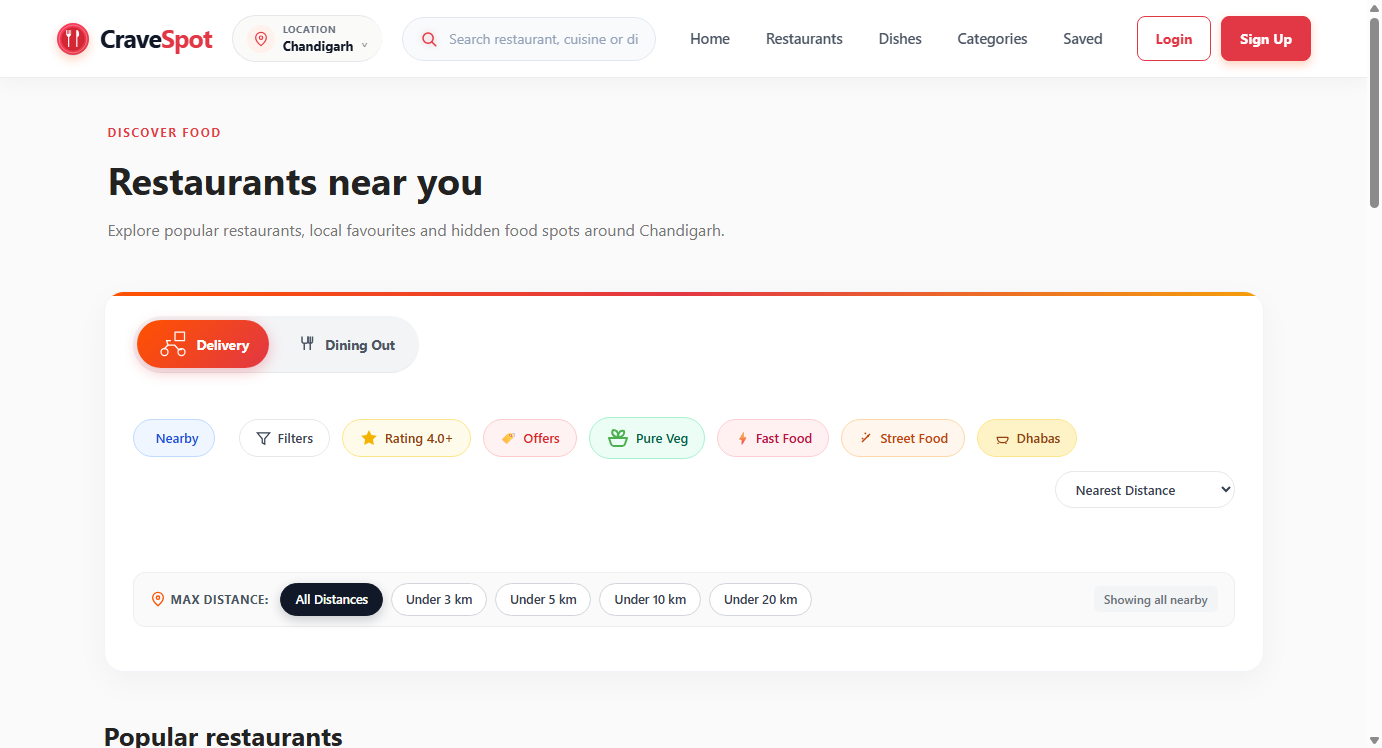 CraveSpot
LOCATION
Chandigarh
Search restaurant, cuisine or di
Home
Restaurants
Dishes
Categories
Saved
Login
Sign Up
DISCOVER FOOD
Restaurants near you
Explore popular restaurants, local favourites and hidden food spots around Chandigarh.
Delivery
Dining Out
Nearby
Filters
Rating 4.0+
Offers
Pure Veg
Fast Food
Street Food
Dhabas
Nearest Distance
MAX DISTANCE:
All Distances
Under 3 km
Under 5 km
Under 10 km
Under 20 km
Showing all nearby
Popular restaurants